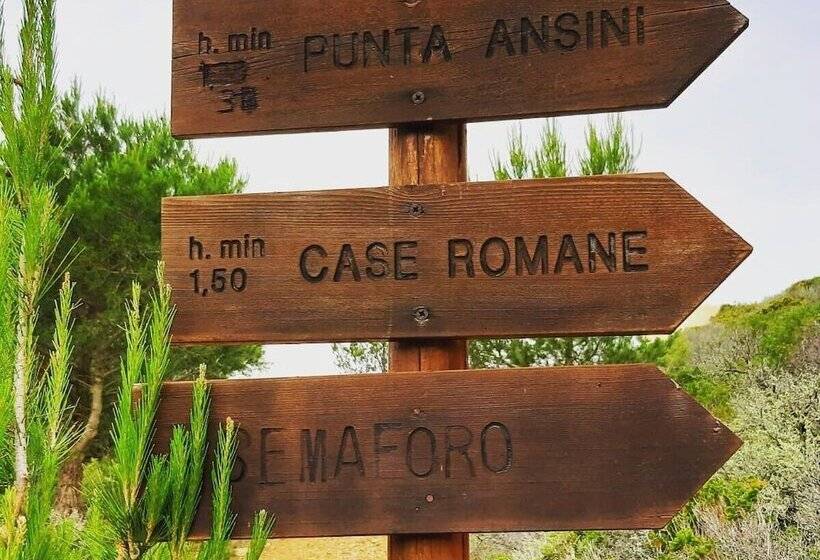 h. min PUNTA ANSINI
h. min CASE ROMANE
1,50
SEMAFORO